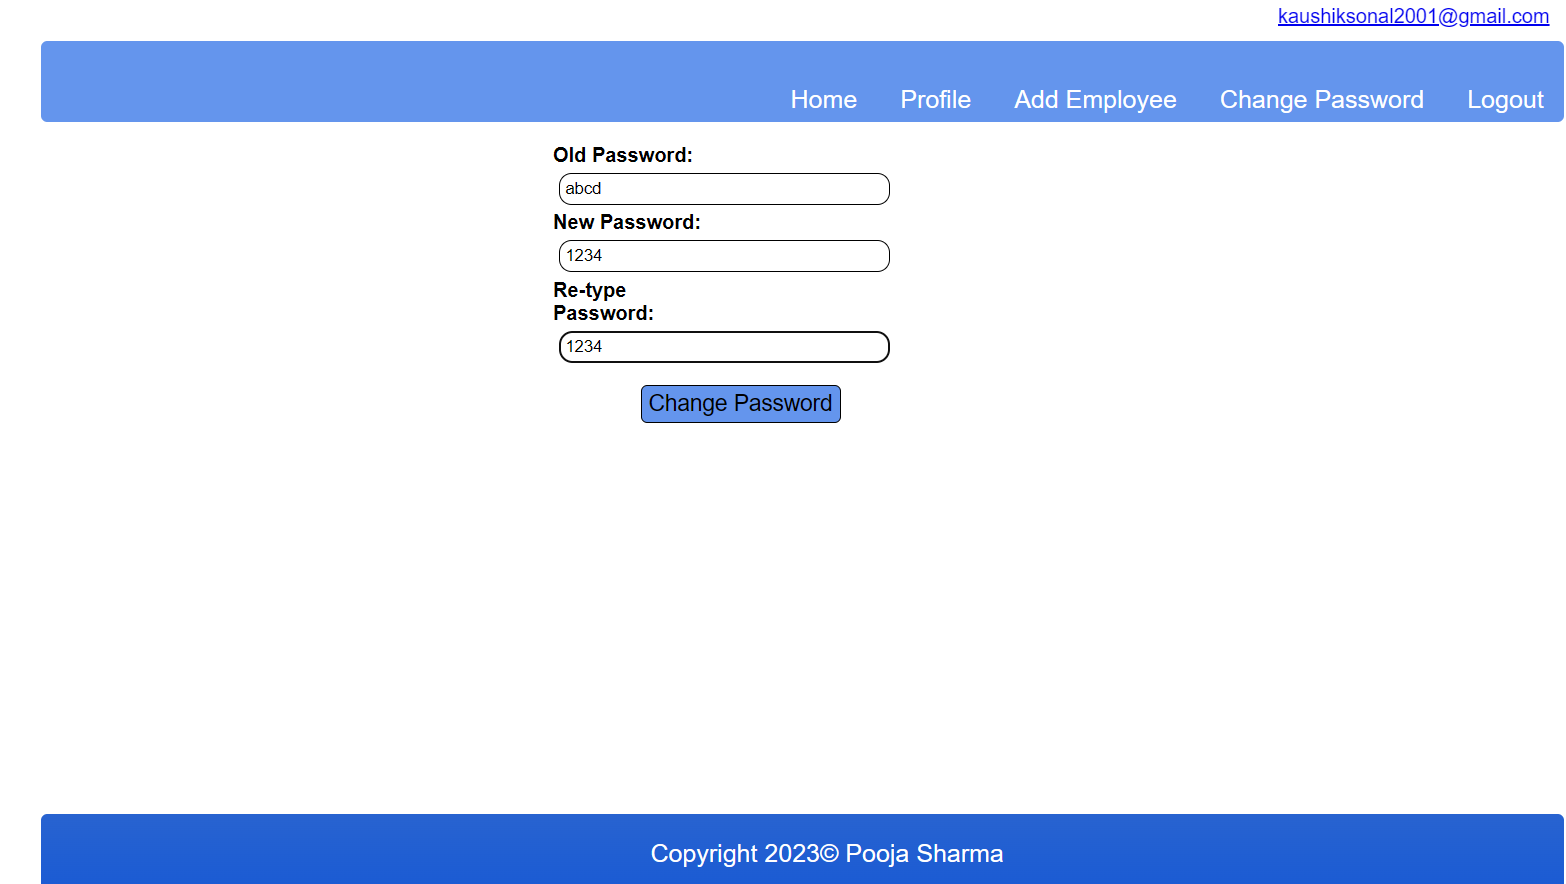 kaushiksonal2001@gmail.com
Home Profile Add Employee Change Password Logout
Old Password:
abcd
New Password:
1234
Re-type
Password:
1234
Change Password
Copyright 2023© Pooja Sharma